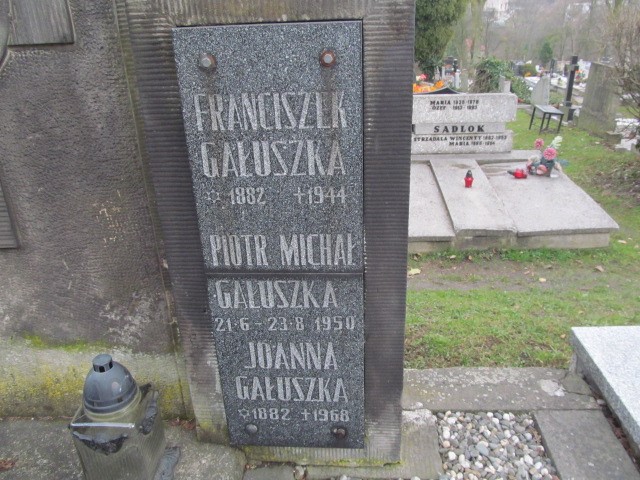 FRANCISZEK
GAŁUSZKA
☆ 1882 +1944
PIOTR MICHAŁ
GAŁUSZKA
21-6-23-8 1950
JOANNA
GAŁUSZKA
☆1882 +1968
SADLOK